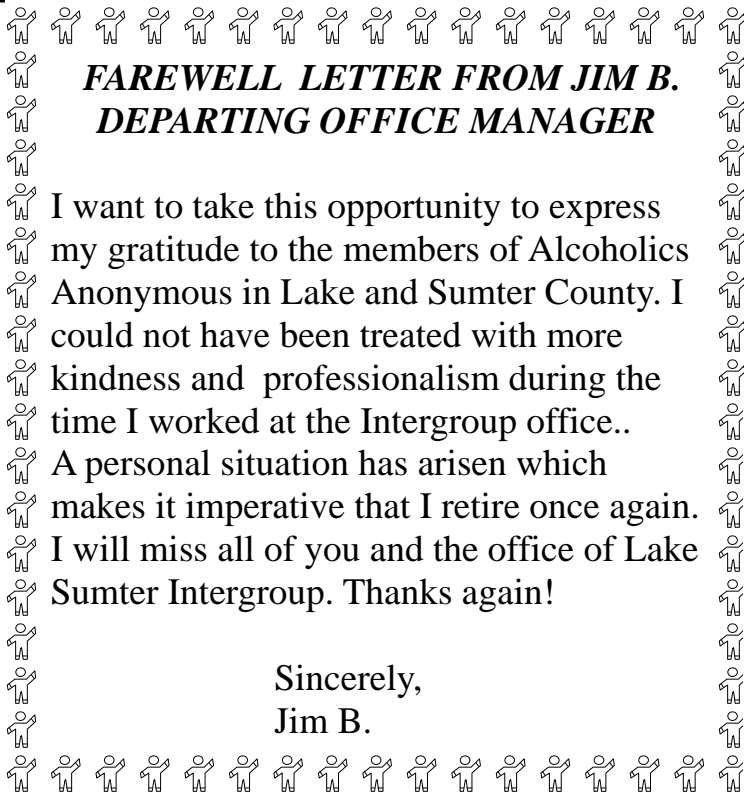 FAREWELL  LETTER FROM JIM B.
DEPARTING OFFICE MANAGER
I want to take this opportunity to express
my gratitude to the members of Alcoholics
Anonymous in Lake and Sumter County. I
could not have been treated with more
kindness and  professionalism during the
time I worked at the Intergroup office..
A personal situation has arisen which
makes it imperative that I retire once again.
I will miss all of you and the office of Lake
Sumter Intergroup. Thanks again!
Sincerely,
Jim B.